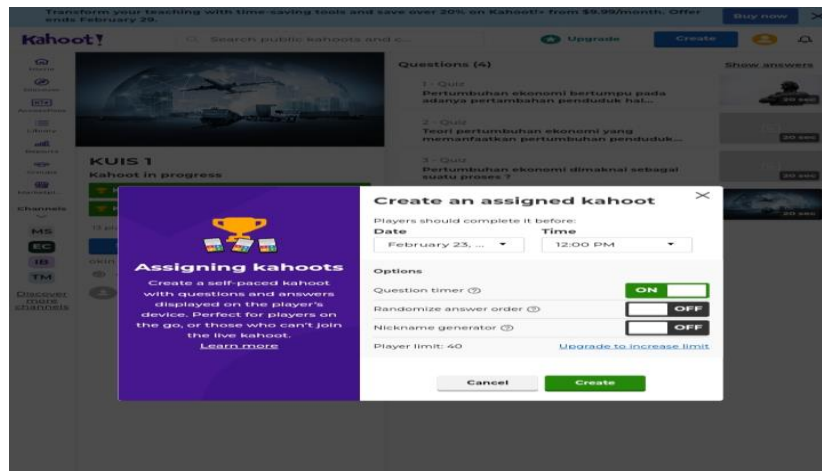 Transform your teaching with time-saving tools and save over 20% on Kahoot!+ from $9.99/month. Offer
ends February 29.
Buy now
Kahoot!
Search public kahoots and c...
Upgrade
Create
Questions (4)
Show answers
1 - Quiz
Pertumbuhan ekonomi bertumpu pada
adanya pertambahan penduduk hal...
20 sec
2 - Quiz
Teori pertumbuhan ekonomi yang
memanfaatkan pertumbuhan penduduk...
20 sec
3 - Quiz
Pertumbuhan ekonomi dimaknai sebagai
suatu proses ?
20 sec
20 sec
KUIS 1
Kahoot in progress
Channels
MS
EC
IB
TM
Discover
more
channels
Assigning kahoots
Create a self-paced kahoot
with questions and answers
displayed on the player's
device. Perfect for players on
the go, or those who can't join
the live kahoot.
Learn more
Create an assigned kahoot
Players should complete it before:
Date
Time
February 23, ...
12:00 PM
Options
Question timer
ON
Randomize answer order
OFF
Nickname generator
OFF
Player limit: 40
Upgrade to increase limit
Cancel
Create